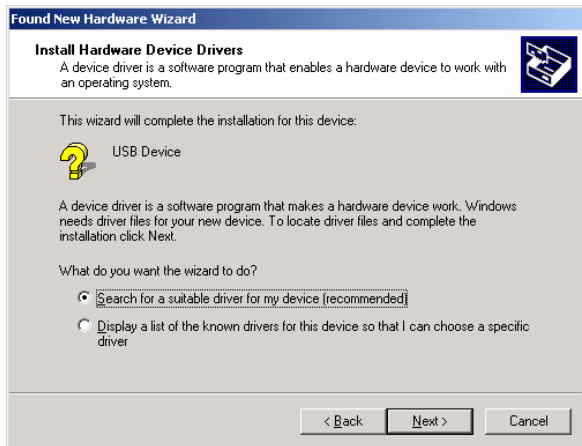 Found New Hardware Wizard
Install Hardware Device Drivers
A device driver is a software program that enables a hardware device to work with
an operating system.
This wizard will complete the installation for this device:
USB Device
A device driver is a software program that makes a hardware device work. Windows
needs driver files for your new device. To locate driver files and complete the
installation click Next.
What do you want the wizard to do?
Search for a suitable driver for my device (recommended)
Display a list of the known drivers for this device so that I can choose a specific
driver
< Back Next > Cancel